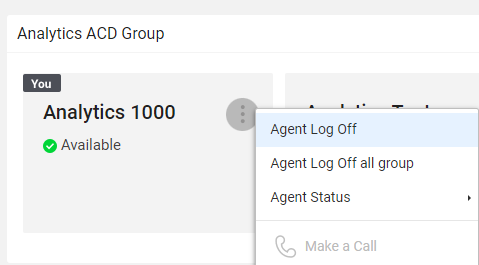 Analytics ACD Group
You
Analytics 1000
Available
Agent Log Off
Agent Log Off all group
Agent Status
Make a Call